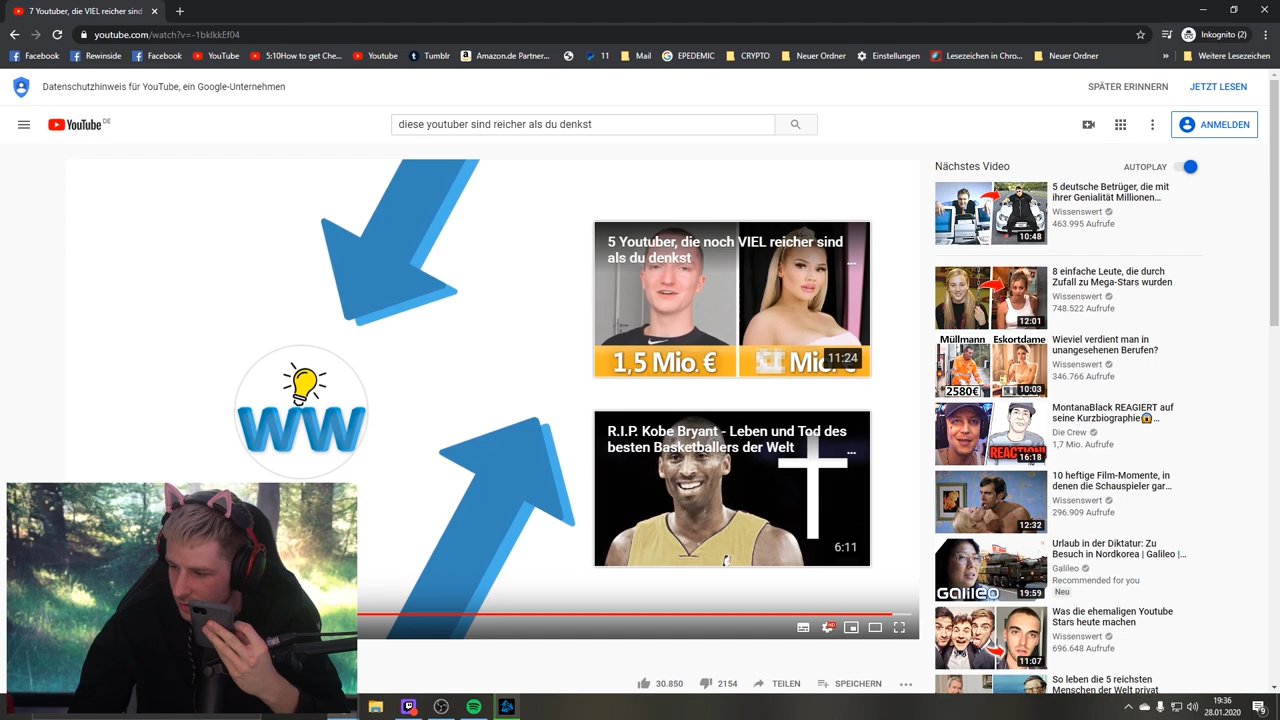 7 Youtuber, die viel reicher sind
youtube.com/watch?v=-1bkIkkEf04
Inkognito (2)
Facebook
Rewinside
Facebook
YouTube
5:10How to get Che...
Youtube
Tumblr
Amazon.de Partner...
11
Mail
EPEDEMIC
CRYPTO
Neuer Ordner
Einstellungen
Lesezeichen in Chro...
Neuer Ordner
»
Weitere Lesezeichen
Datenschutzhinweis für YouTube, ein Google-Unternehmen
SPÄTER ERINNERN
JETZT LESEN
YouTube DE
diese youtuber sind reicher als du denkst
ANMELDEN
5 Youtuber, die noch VIEL reicher sind
als du denkst
1,5 Mio. €
Mio. €
11:24
WW
R.I.P. Kobe Bryant - Leben und Tod des
besten Basketballers der Welt
6:11
HD
30.850
2154
TEILEN
SPEICHERN
Nächstes Video
AUTOPLAY
5 deutsche Betrüger, die mit
ihrer Genialität Millionen…
Wissenswert
463.995 Aufrufe
10:48
8 einfache Leute, die durch
Zufall zu Mega-Stars wurden
Wissenswert
748.522 Aufrufe
12:01
Müllmann Eskortdame
2580€
10:03
Wieviel verdient man in
unangesehenen Berufen?
Wissenswert
346.766 Aufrufe
MontanaBlack REAGIERT auf
seine Kurzbiographie😱…
Die Crew
1,7 Mio. Aufrufe
REACTION!
16:18
10 heftige Film-Momente, in
denen die Schauspieler gar…
Wissenswert
296.909 Aufrufe
12:32
Urlaub in der Diktatur: Zu
Besuch in Nordkorea | Galileo |…
Galileo
Recommended for you
Neu
Galileo
19:59
Was die ehemaligen Youtube
Stars heute machen
Wissenswert
696.648 Aufrufe
11:07
So leben die 5 reichsten
Menschen der Welt privat
19:36
28.01.2020